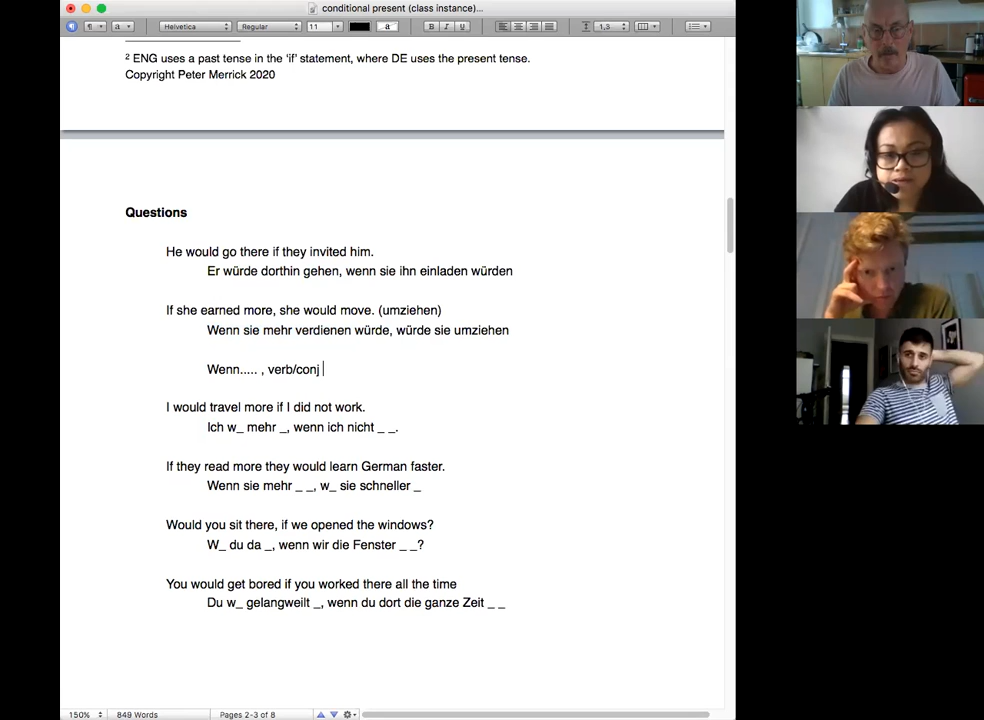 conditional present (class instance)...
¶ a Helvetica Regular 11 a B I U 1,3
² ENG uses a past tense in the 'if' statement, where DE uses the present tense.
Copyright Peter Merrick 2020
Questions
He would go there if they invited him.
Er würde dorthin gehen, wenn sie ihn einladen würden
If she earned more, she would move. (umziehen)
Wenn sie mehr verdienen würde, würde sie umziehen
Wenn..... , verb/conj
I would travel more if I did not work.
Ich w_ mehr _, wenn ich nicht _ _.
If they read more they would learn German faster.
Wenn sie mehr _ _, w_ sie schneller _
Would you sit there, if we opened the windows?
W_ du da _, wenn wir die Fenster _ _?
You would get bored if you worked there all the time
Du w_ gelangweilt _, wenn du dort die ganze Zeit _ _
150% 849 Words Pages 2-3 of 8